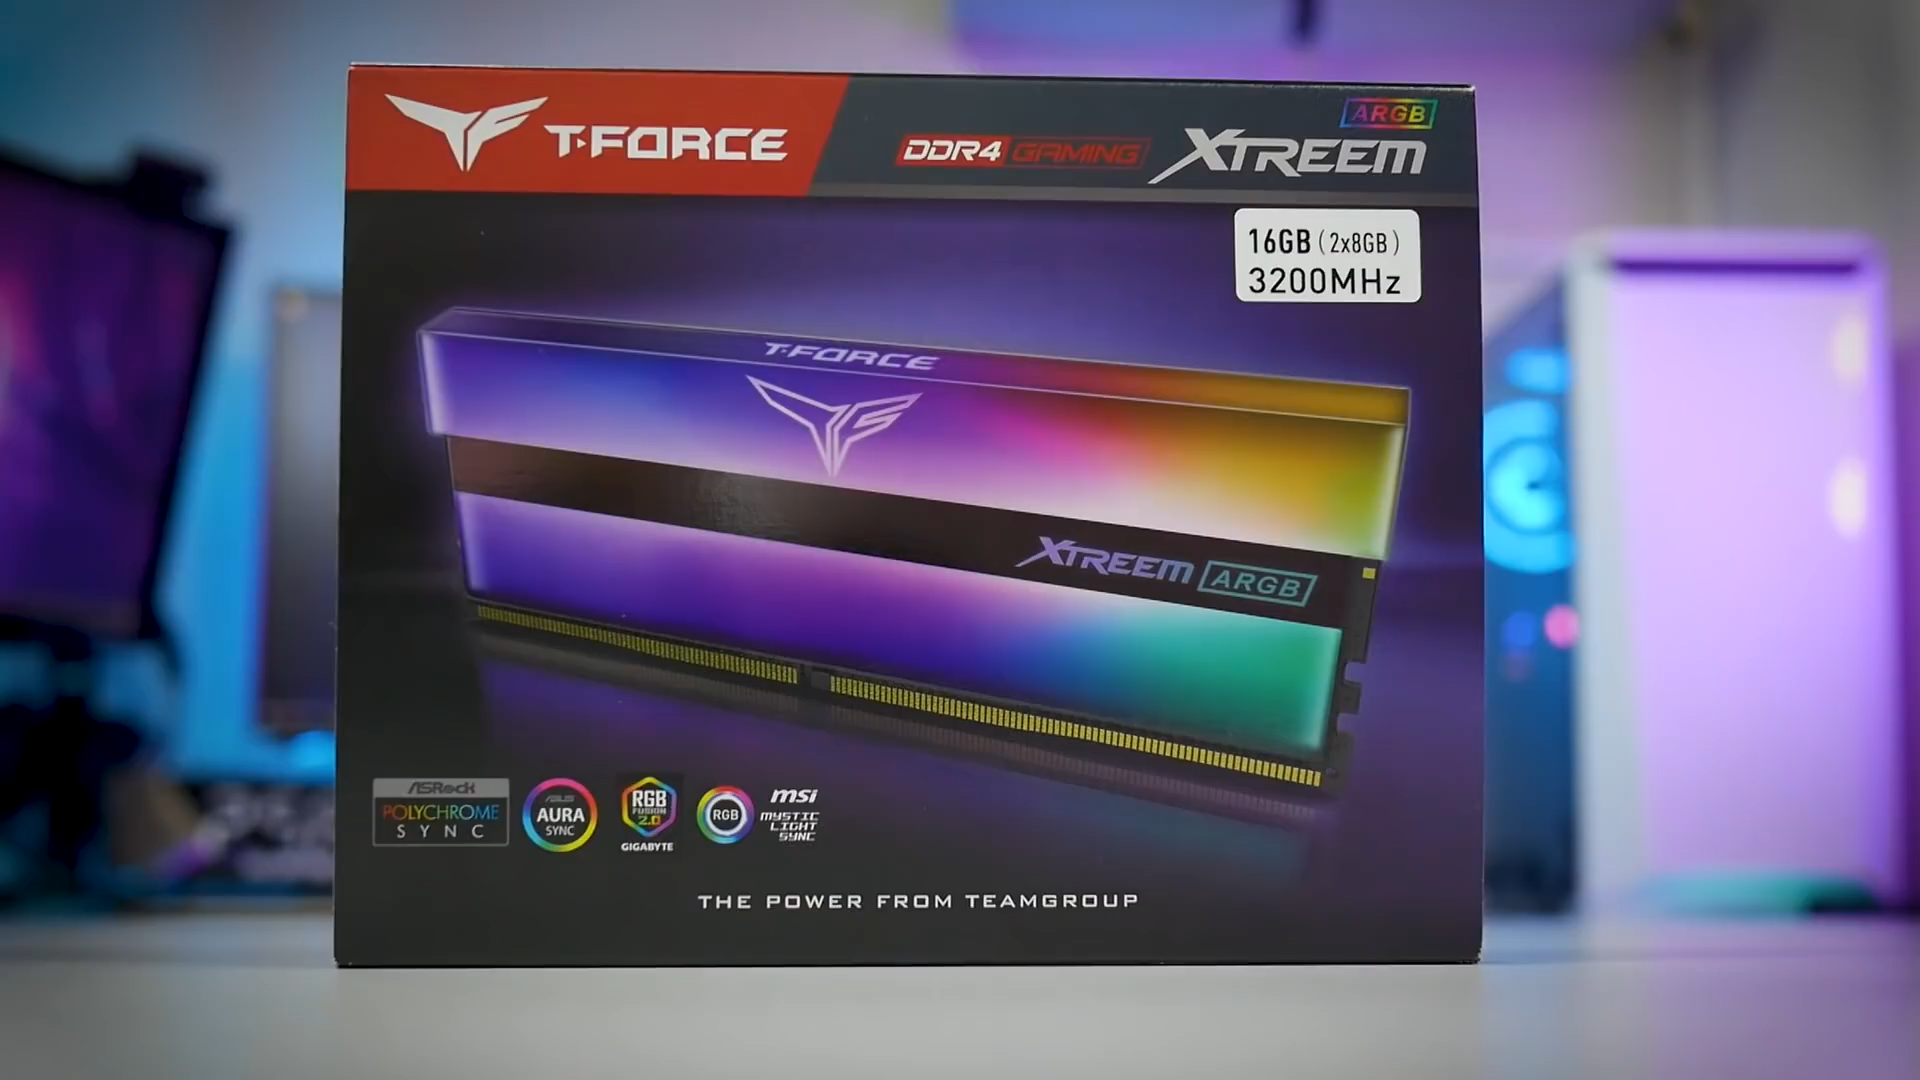 T-FORCE
DDR4 GAMING
XTREEM
ARGB
16GB (2x8GB)
3200MHz
T-FORCE
XTREEM ARGB
ASRock
POLYCHROME
SYNC
ASUS
AURA
SYNC
RGB
FUSION
2.0
GIGABYTE
RGB
msi
MYSTIC
LIGHT
SYNC
THE POWER FROM TEAMGROUP